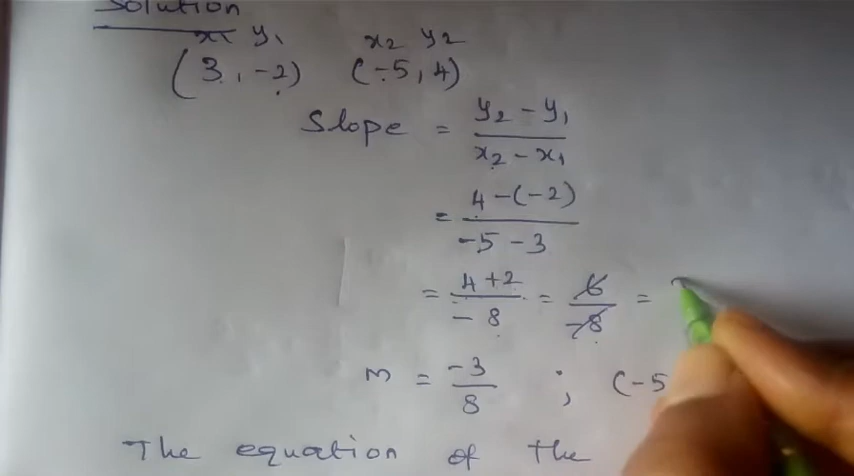 Solution
x₁ y₁ x₂ y₂
(3, -2) (-5, 4)
Slope = y₂ - y₁ / x₂ - x₁
= 4 - (-2) / -5 - 3
= 4 + 2 / - 8 = 6 / -8 =
m = -3 / 8 ; (-5
The equation of the